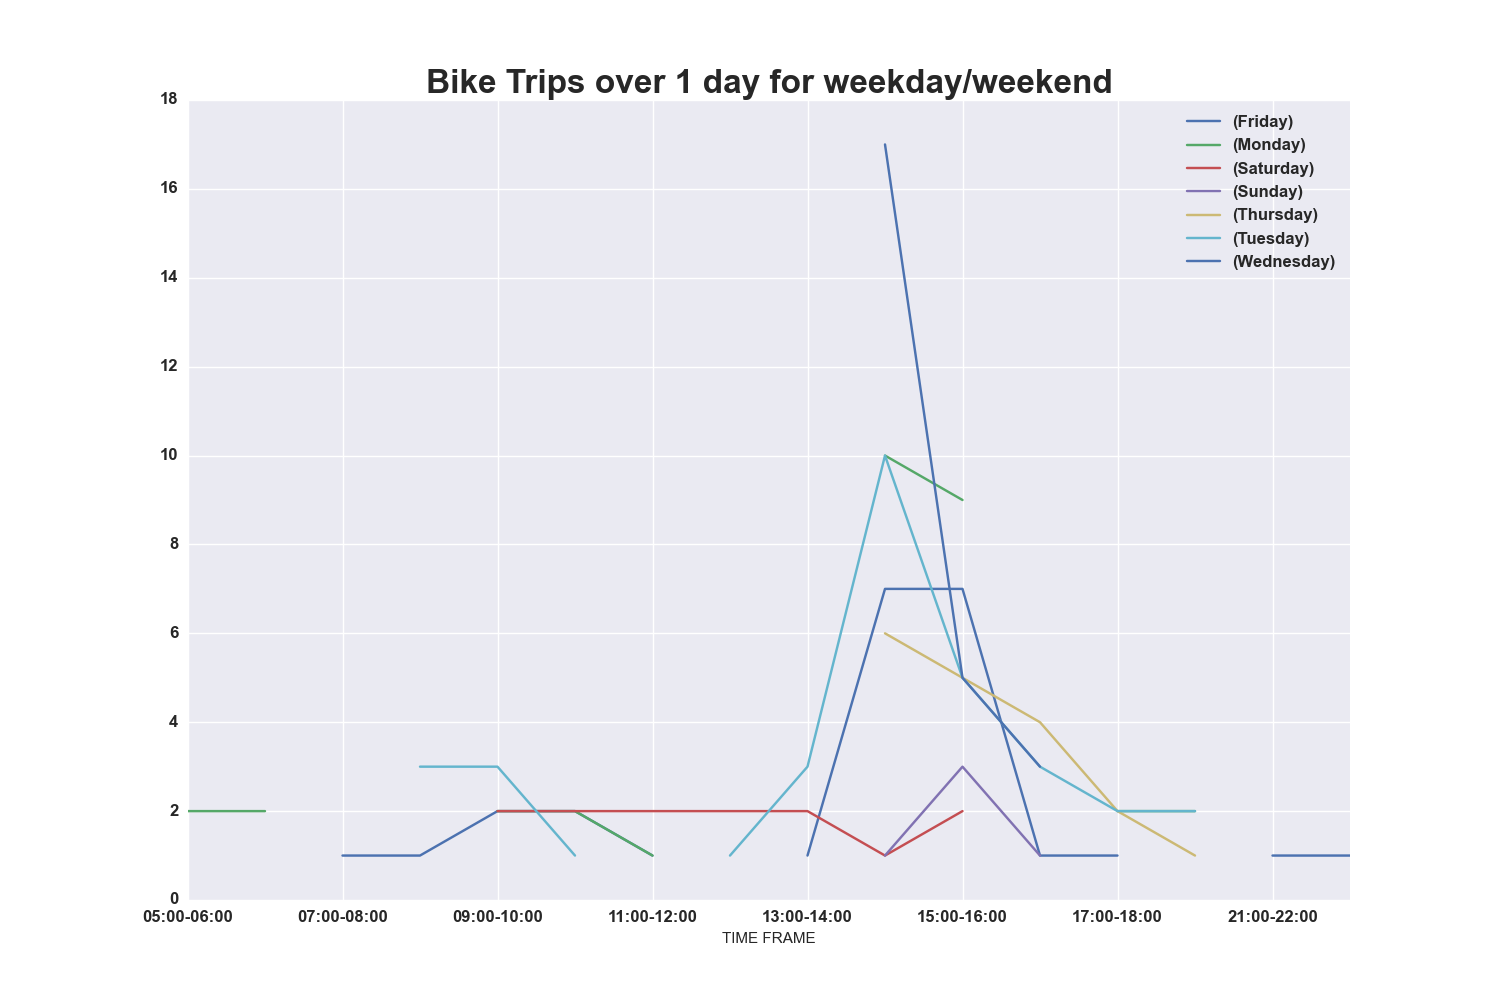 Bike Trips over 1 day for weekday/weekend
18
16
14
12
10
8
6
4
2
0
(Friday)
(Monday)
(Saturday)
(Sunday)
(Thursday)
(Tuesday)
(Wednesday)
05:00-06:00 07:00-08:00 09:00-10:00 11:00-12:00 13:00-14:00 15:00-16:00 17:00-18:00 21:00-22:00
TIME FRAME